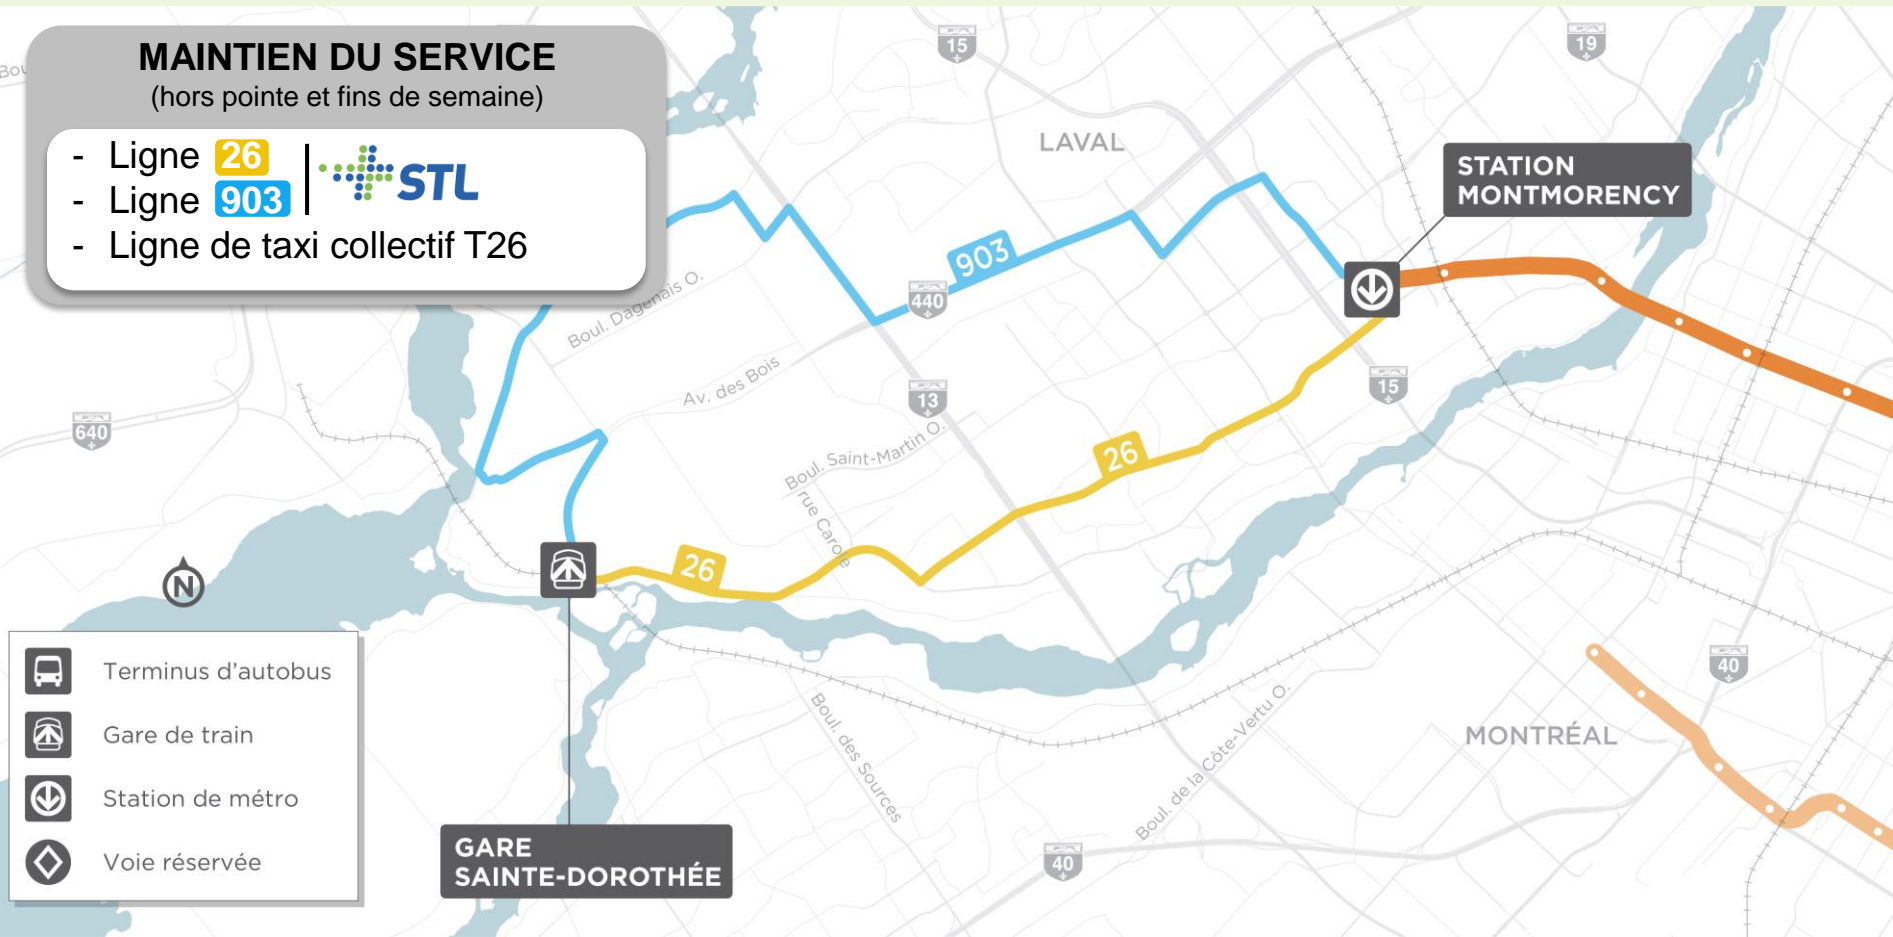 MAINTIEN DU SERVICE
(hors pointe et fins de semaine)
- Ligne 26
- Ligne 903
STL
- Ligne de taxi collectif T26
Bou
15
19
LAVAL
STATION
MONTMORENCY
903
440
Boul. Dagenais O.
Av. des Bois
13
15
640
Boul. Saint-Martin O.
26
rue Carole
26
N
Terminus d'autobus
Gare de train
Station de métro
Voie réservée
GARE
SAINTE-DOROTHÉE
Boul. des Sources
Boul. de la Côte-Vertu O.
MONTRÉAL
40
40